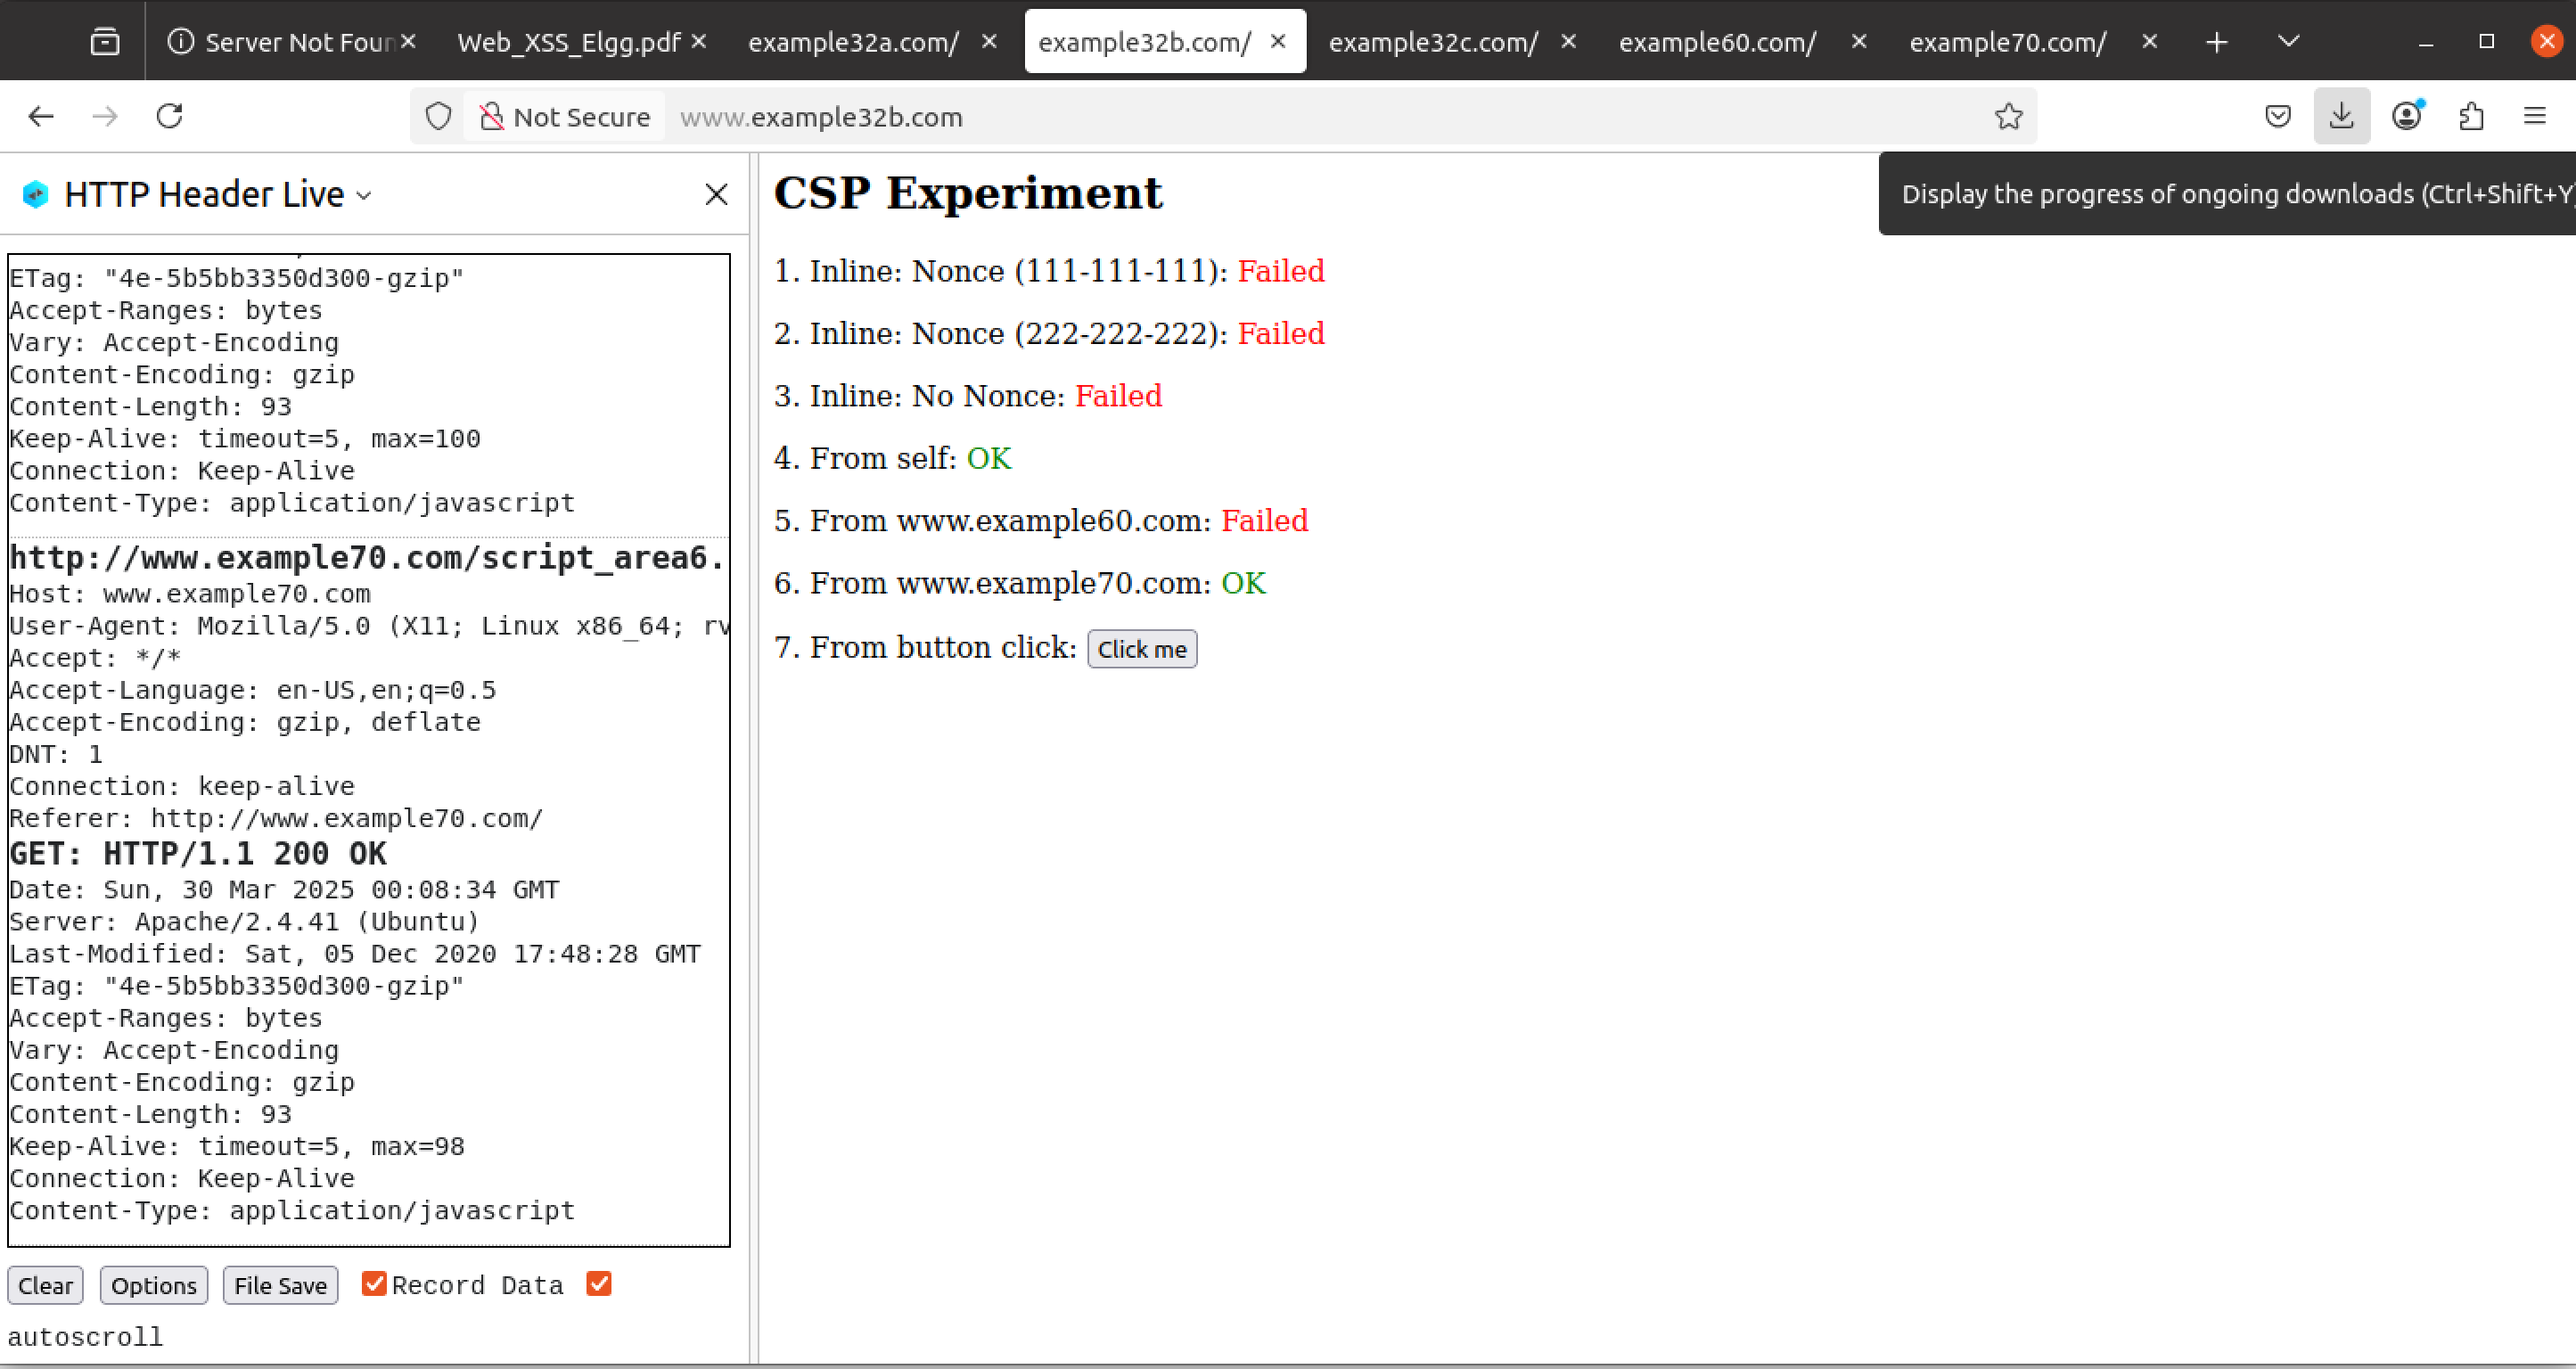 Server Not Foun
Web_XSS_Elgg.pdf
example32a.com/
example32b.com/
example32c.com/
example60.com/
example70.com/
Not Secure
www.example32b.com
Display the progress of ongoing downloads (Ctrl+Shift+Y
HTTP Header Live
ETag: "4e-5b5bb3350d300-gzip"
Accept-Ranges: bytes
Vary: Accept-Encoding
Content-Encoding: gzip
Content-Length: 93
Keep-Alive: timeout=5, max=100
Connection: Keep-Alive
Content-Type: application/javascript
http://www.example70.com/script_area6.
Host: www.example70.com
User-Agent: Mozilla/5.0 (X11; Linux x86_64; rv
Accept: */*
Accept-Language: en-US,en;q=0.5
Accept-Encoding: gzip, deflate
DNT: 1
Connection: keep-alive
Referer: http://www.example70.com/
GET: HTTP/1.1 200 OK
Date: Sun, 30 Mar 2025 00:08:34 GMT
Server: Apache/2.4.41 (Ubuntu)
Last-Modified: Sat, 05 Dec 2020 17:48:28 GMT
ETag: "4e-5b5bb3350d300-gzip"
Accept-Ranges: bytes
Vary: Accept-Encoding
Content-Encoding: gzip
Content-Length: 93
Keep-Alive: timeout=5, max=98
Connection: Keep-Alive
Content-Type: application/javascript
Clear
Options
File Save
Record Data
autoscroll
CSP Experiment
1. Inline: Nonce (111-111-111): Failed
2. Inline: Nonce (222-222-222): Failed
3. Inline: No Nonce: Failed
4. From self: OK
5. From www.example60.com: Failed
6. From www.example70.com: OK
7. From button click: Click me